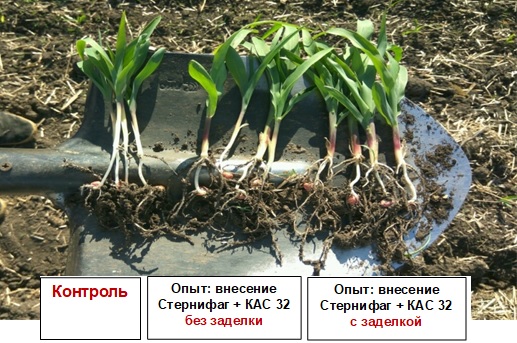 Контроль
Опыт: внесение
Стернифаг + КАС 32
без заделки
Опыт: внесение
Стернифаг + КАС 32
с заделкой